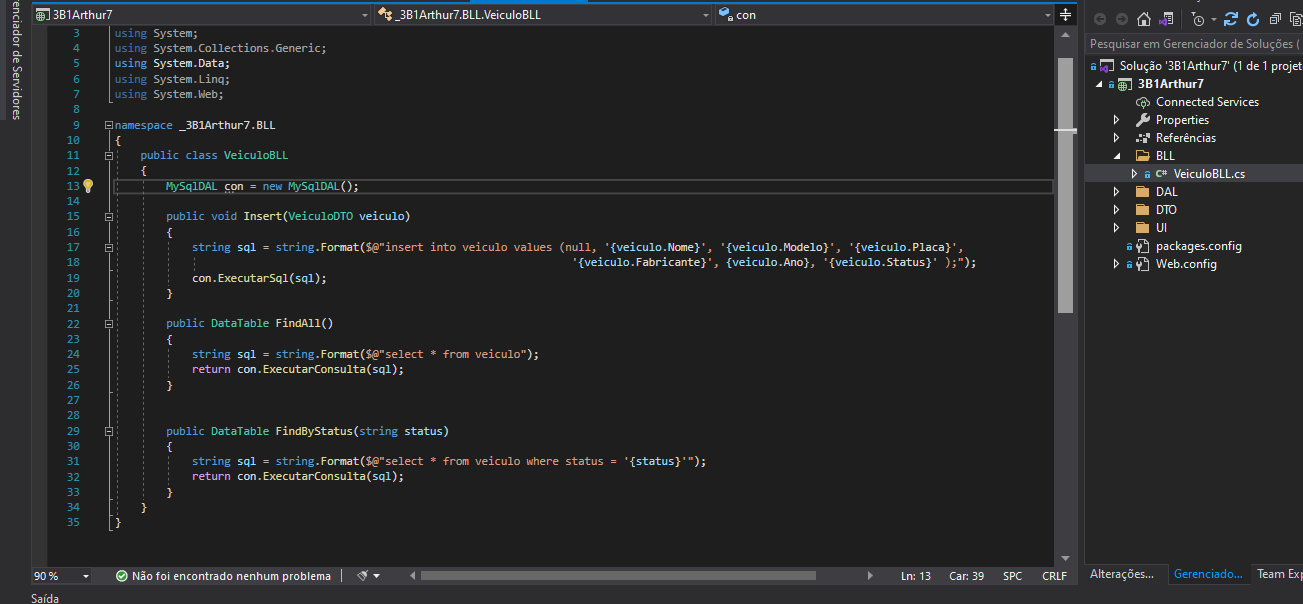 3B1Arthur7
_3B1Arthur7.BLL.VeiculoBLL
con
Gerenciador de Servidores
3 using System;
4 using System.Collections.Generic;
5 using System.Data;
6 using System.Linq;
7 using System.Web;
8
9 namespace _3B1Arthur7.BLL
10 {
11 public class VeiculoBLL
12 {
13 MySqlDAL con = new MySqlDAL();
14
15 public void Insert(VeiculoDTO veiculo)
16 {
17 string sql = string.Format($@"insert into veiculo values (null, '{veiculo.Nome}', '{veiculo.Modelo}', '{veiculo.Placa}',
18 '{veiculo.Fabricante}', {veiculo.Ano}, '{veiculo.Status}' );");
19 con.ExecutarSql(sql);
20 }
21
22 public DataTable FindAll()
23 {
24 string sql = string.Format($@"select * from veiculo");
25 return con.ExecutarConsulta(sql);
26 }
27
28
29 public DataTable FindByStatus(string status)
30 {
31 string sql = string.Format($@"select * from veiculo where status = '{status}'");
32 return con.ExecutarConsulta(sql);
33 }
34 }
35 }
90 %
Não foi encontrado nenhum problema
Ln: 13 Car: 39 SPC CRLF
Saída
Pesquisar em Gerenciador de Soluções (
Solução '3B1Arthur7' (1 de 1 projet
3B1Arthur7
Connected Services
Properties
Referências
BLL
C# VeiculoBLL.cs
DAL
DTO
UI
packages.config
Web.config
Alterações... Gerenciado... Team Exp